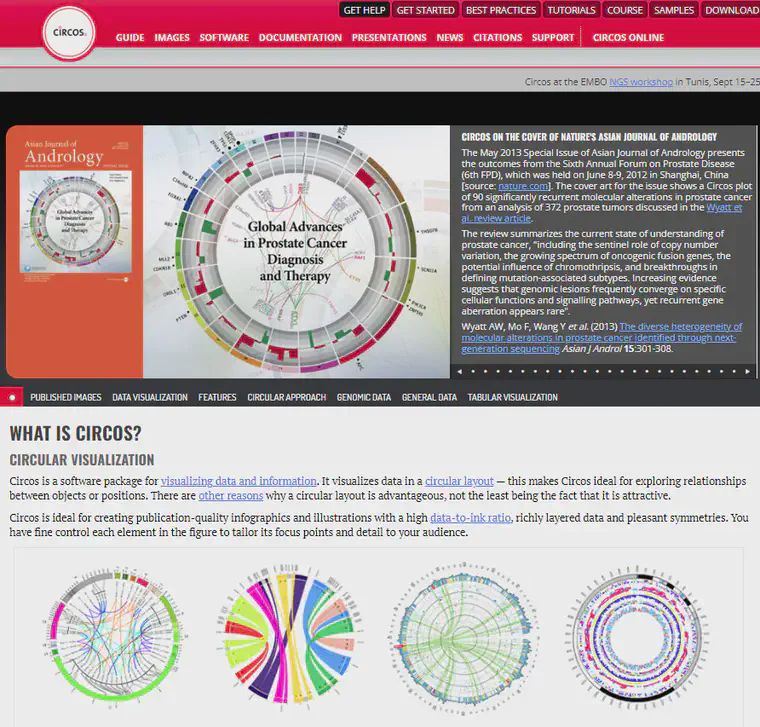 GET HELP GET STARTED BEST PRACTICES TUTORIALS COURSE SAMPLES DOWNLOAD
CIRCOS
GUIDE IMAGES SOFTWARE DOCUMENTATION PRESENTATIONS NEWS CITATIONS SUPPORT CIRCOS ONLINE
Circos at the EMBO NGS workshop in Tunis, Sept 15–25
Asian Journal of
Andrology
Global Advances
in Prostate Cancer
Diagnosis
and Therapy
Global Advances
in Prostate Cancer
Diagnosis
and Therapy
CIRCOS ON THE COVER OF NATURE'S ASIAN JOURNAL OF ANDROLOGY
The May 2013 Special Issue of Asian Journal of Andrology presents
the outcomes from the Sixth Annual Forum on Prostate Disease
(6th FPD), which was held on June 8-9, 2012 in Shanghai, China
[source: nature.com]. The cover art for the issue shows a Circos plot
of 90 significantly recurrent molecular alterations in prostate cancer
from an analysis of 372 prostate tumors discussed in the Wyatt et
al. review article.
The review summarizes the current state of understanding of
prostate cancer, "including the sentinel role of copy number
variation, the growing spectrum of oncogenic fusion genes, the
potential influence of chromothripsis, and breakthroughs in
defining mutation-associated subtypes. Increasing evidence
suggests that genomic lesions frequently converge on specific
cellular functions and signalling pathways, yet recurrent gene
aberration appears rare".
Wyatt AW, Mo F, Wang Y et al. (2013) The diverse heterogeneity of
molecular alterations in prostate cancer identified through next-
generation sequencing Asian J Androl 15:301-308.
PUBLISHED IMAGES DATA VISUALIZATION FEATURES CIRCULAR APPROACH GENOMIC DATA GENERAL DATA TABULAR VISUALIZATION
WHAT IS CIRCOS?
CIRCULAR VISUALIZATION
Circos is a software package for visualizing data and information. It visualizes data in a circular layout — this makes Circos ideal for exploring relationships
between objects or positions. There are other reasons why a circular layout is advantageous, not the least being the fact that it is attractive.
Circos is ideal for creating publication-quality infographics and illustrations with a high data-to-ink ratio, richly layered data and pleasant symmetries. You
have fine control each element in the figure to tailor its focus points and detail to your audience.